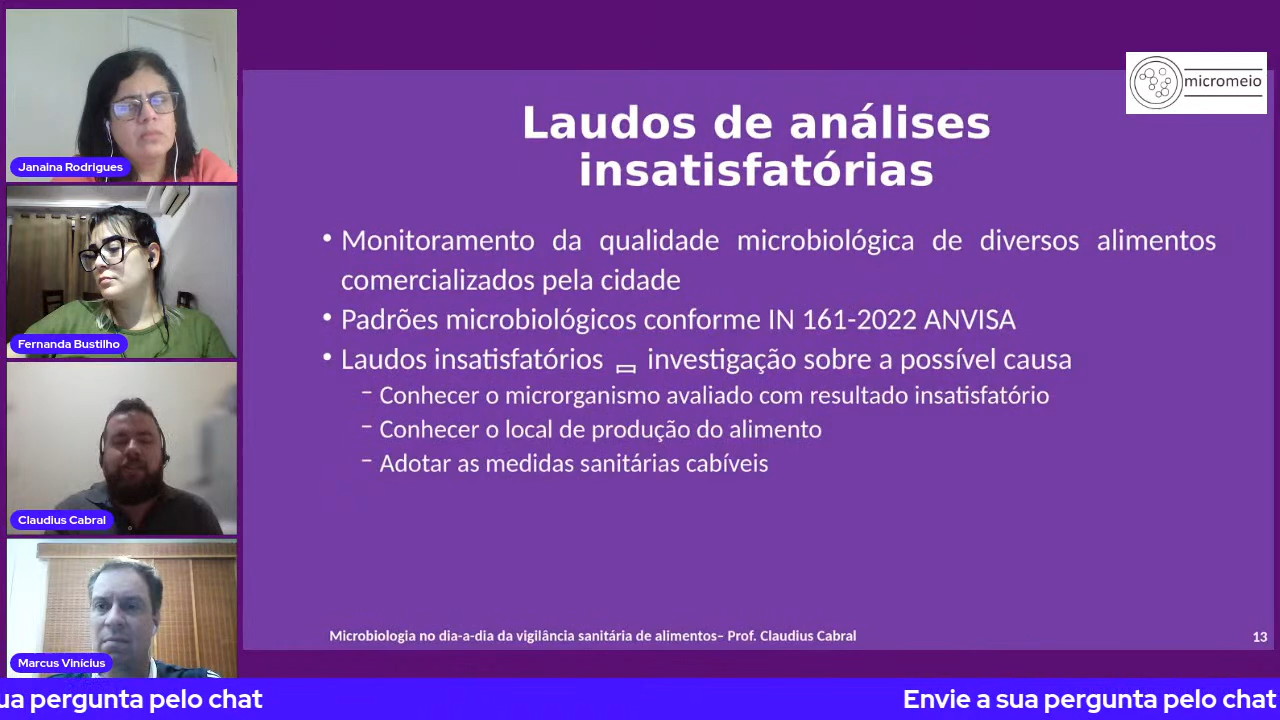 micromeio
Laudos de análises
insatisfatórias
• Monitoramento da qualidade microbiológica de diversos alimentos
comercializados pela cidade
• Padrões microbiológicos conforme IN 161-2022 ANVISA
• Laudos insatisfatórios ⎵ investigação sobre a possível causa
– Conhecer o microrganismo avaliado com resultado insatisfatório
– Conhecer o local de produção do alimento
– Adotar as medidas sanitárias cabíveis
Microbiologia no dia-a-dia da vigilância sanitária de alimentos– Prof. Claudius Cabral
13
Janaina Rodrigues
Fernanda Bustilho
Claudius Cabral
Marcus Vinícius
ua pergunta pelo chat
Envie a sua pergunta pelo chat